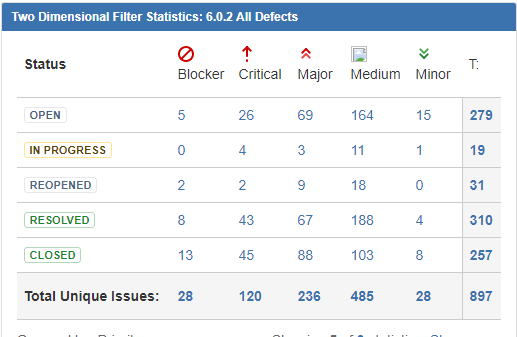 Two Dimensional Filter Statistics: 6.0.2 All Defects
Status Blocker Critical Major Medium Minor T:
OPEN 5 26 69 164 15 279
IN PROGRESS 0 4 3 11 1 19
REOPENED 2 2 9 18 0 31
RESOLVED 8 43 67 188 4 310
CLOSED 13 45 88 103 8 257
Total Unique Issues: 28 120 236 485 28 897